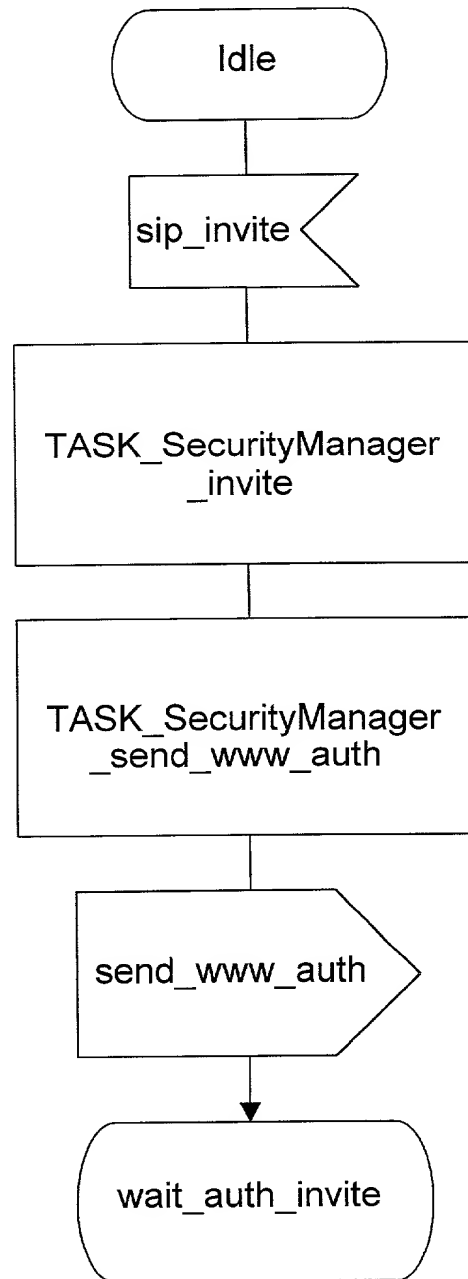 Idle
sip_invite
TASK_SecurityManager
_invite
TASK_SecurityManager
_send_www_auth
send_www_auth
wait_auth_invite